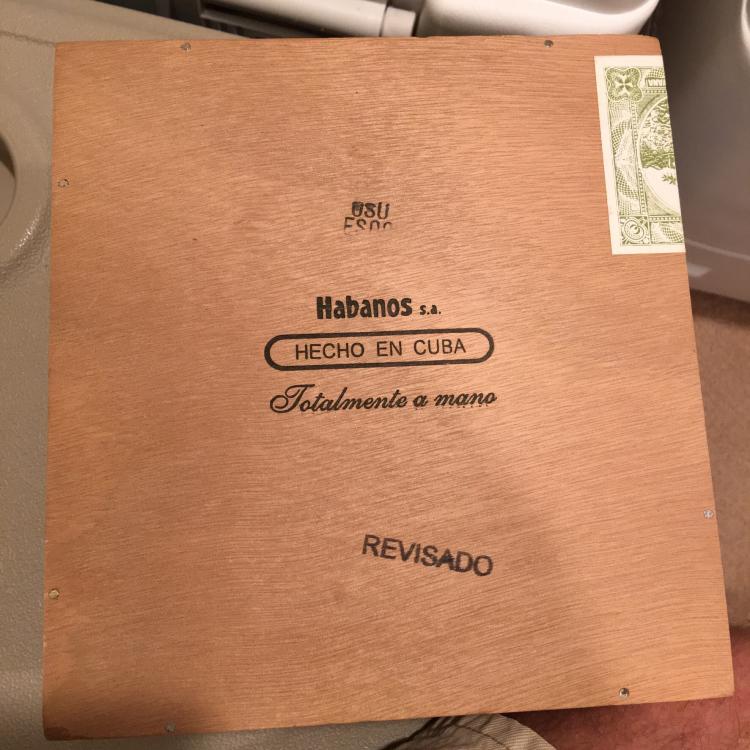 Habanos s.a.
HECHO EN CUBA
Totalmente a mano
REVISADO